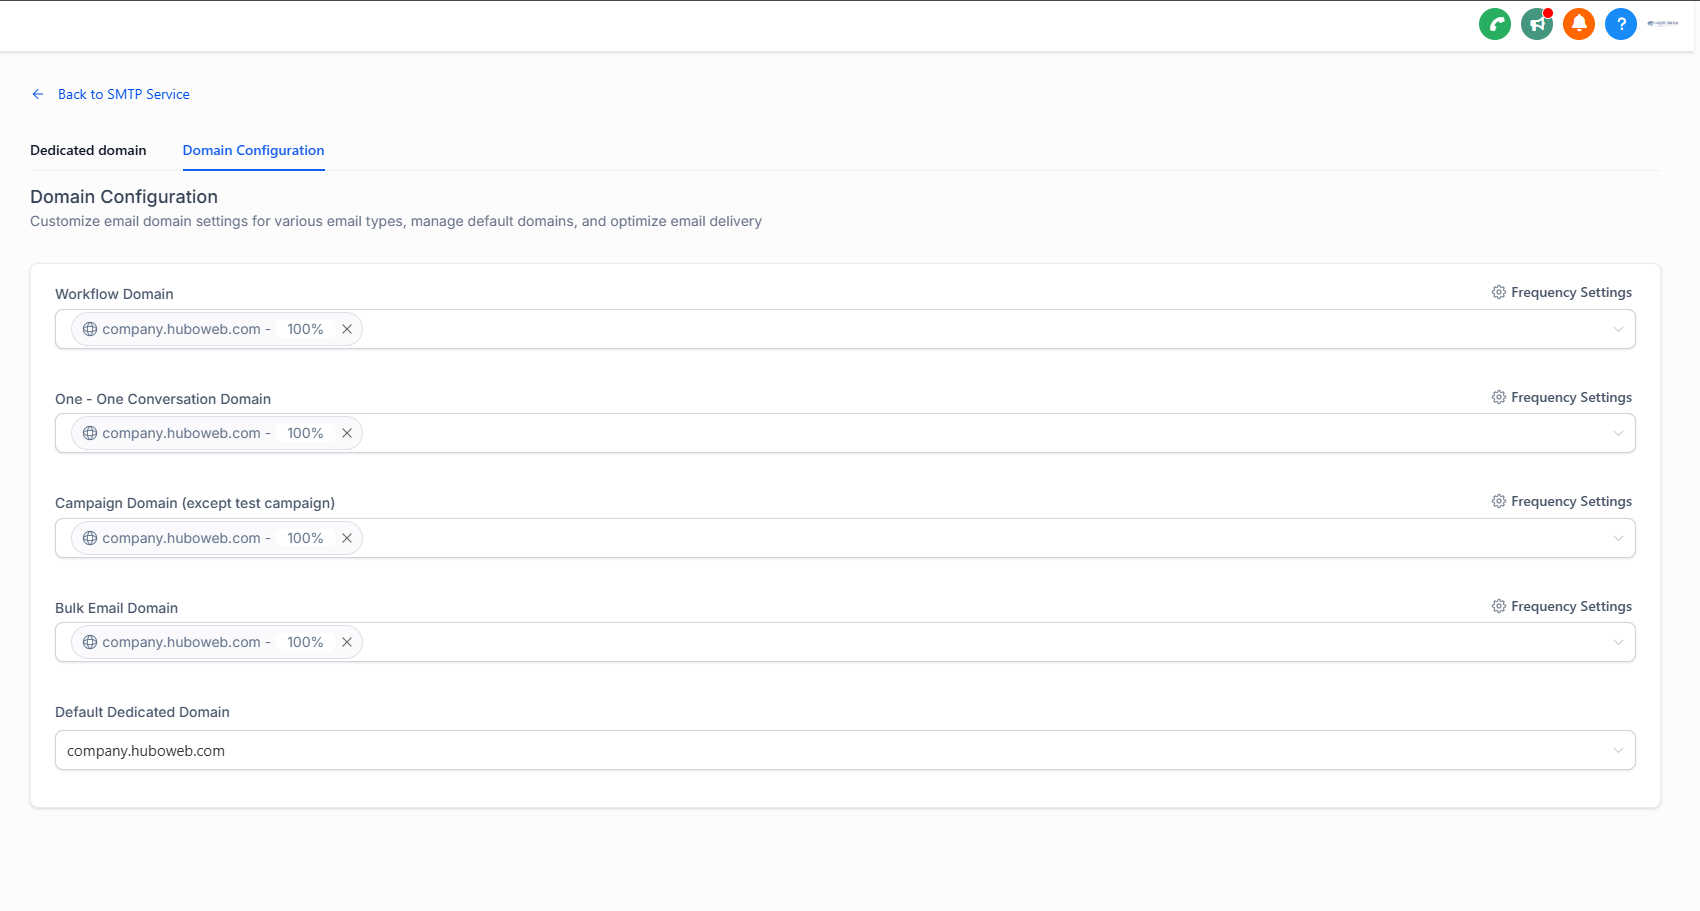 Back to SMTP Service
Dedicated domain
Domain Configuration
Domain Configuration
Customize email domain settings for various email types, manage default domains, and optimize email delivery
Workflow Domain
Frequency Settings
company.huboweb.com - 100%
One - One Conversation Domain
Frequency Settings
company.huboweb.com - 100%
Campaign Domain (except test campaign)
Frequency Settings
company.huboweb.com - 100%
Bulk Email Domain
Frequency Settings
company.huboweb.com - 100%
Default Dedicated Domain
company.huboweb.com